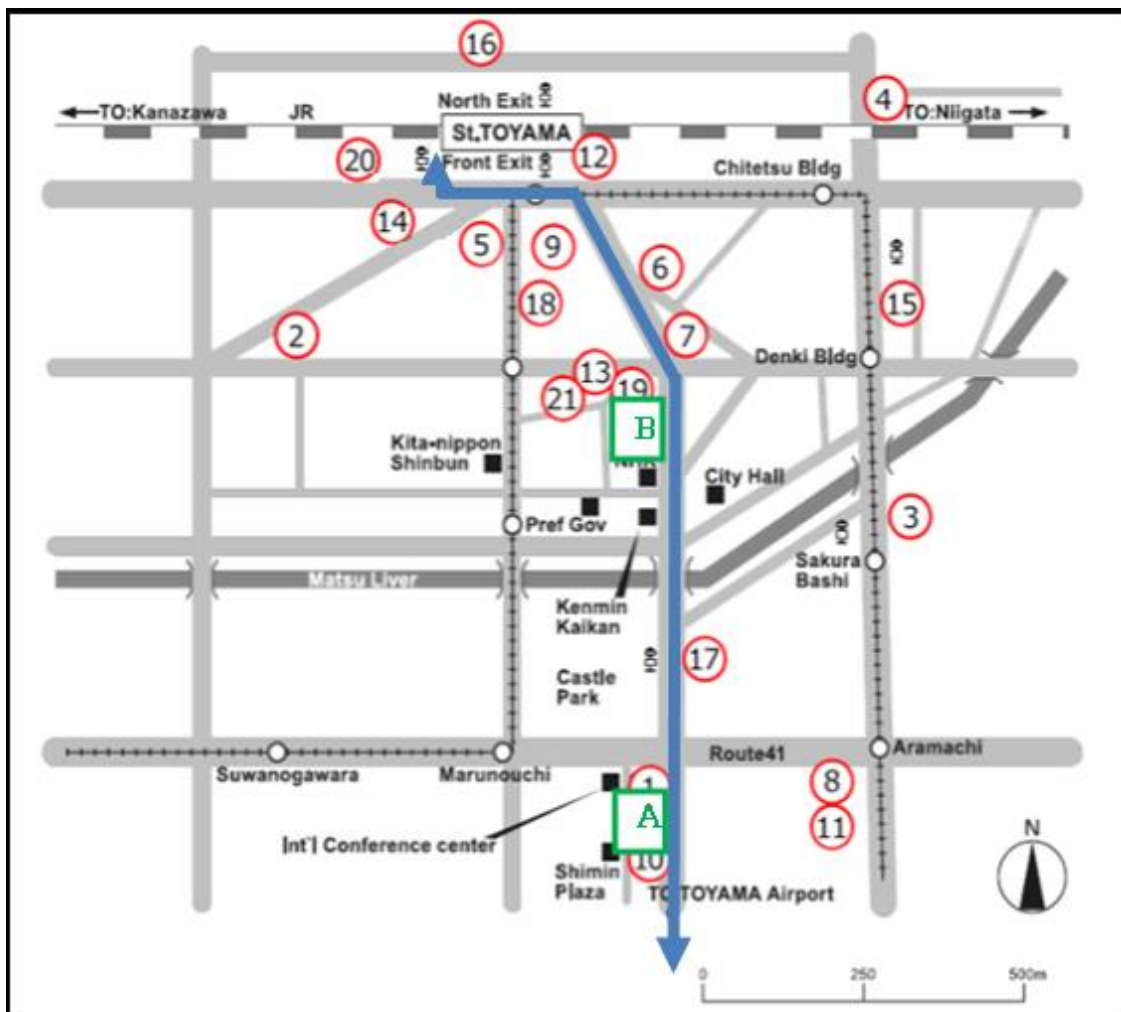 16
North Exit
4
TO:Kanazawa
JR
TO:Niigata
St.TOYAMA
20
Front Exit
12
Chitetsu Bldg
14
5
9
6
18
15
2
7
Denki Bldg
13
19
21
B
Kita-nippon
Shinbun
City Hall
3
Pref Gov
Sakura
Bashi
Matsu Liver
Kenmin
Kaikan
17
Castle
Park
Route41
Aramachi
Suwanogawara
Marunouchi
1
8
A
11
Int'l Conference center
N
10
Shimin
Plaza
TO:TOYAMA Airport
0
250
500m